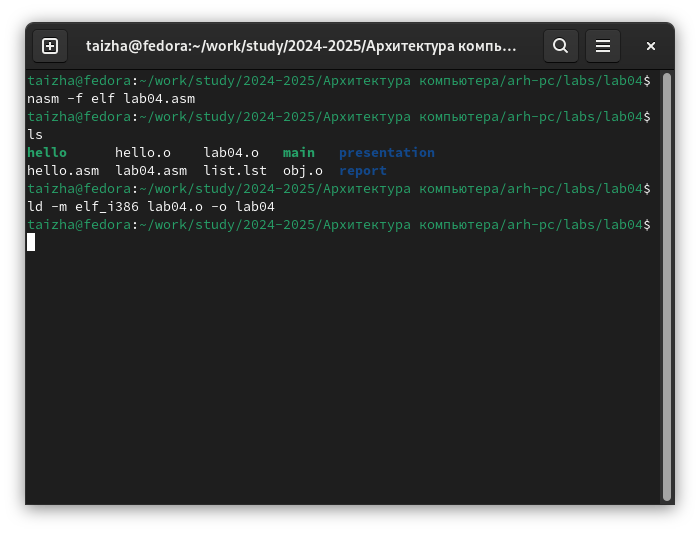 taizha@fedora:~/work/study/2024-2025/Архитектура компь...
taizha@fedora:~/work/study/2024-2025/Архитектура компьютера/arh-pc/labs/lab04$
nasm -f elf lab04.asm
taizha@fedora:~/work/study/2024-2025/Архитектура компьютера/arh-pc/labs/lab04$
ls
hello      hello.o    lab04.o   main   presentation
hello.asm  lab04.asm  list.lst  obj.o  report
taizha@fedora:~/work/study/2024-2025/Архитектура компьютера/arh-pc/labs/lab04$
ld -m elf_i386 lab04.o -o lab04
taizha@fedora:~/work/study/2024-2025/Архитектура компьютера/arh-pc/labs/lab04$